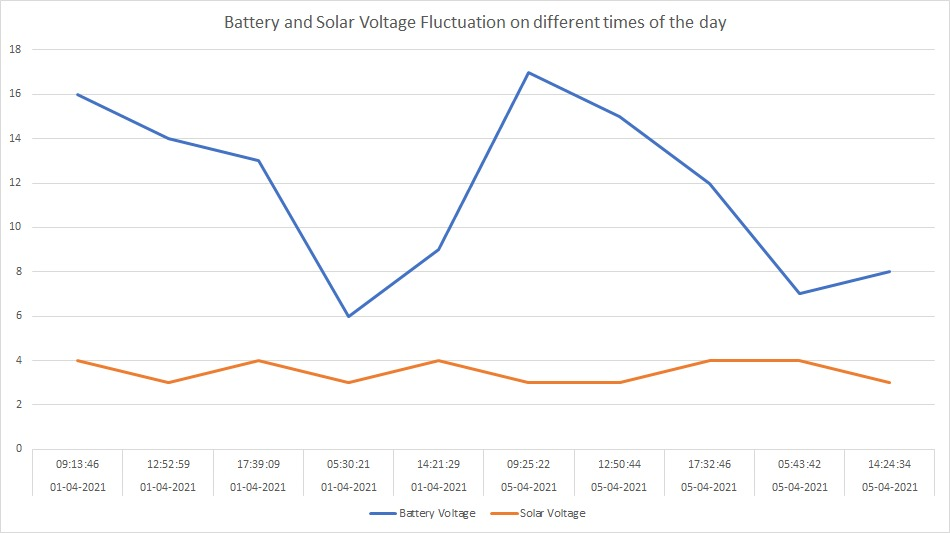 Battery and Solar Voltage Fluctuation on different times of the day
18
16
14
12
10
8
6
4
2
0
09:13:46 12:52:59 17:39:09 05:30:21 14:21:29 09:25:22 12:50:44 17:32:46 05:43:42 14:24:34
01-04-2021 01-04-2021 01-04-2021 01-04-2021 01-04-2021 05-04-2021 05-04-2021 05-04-2021 05-04-2021 05-04-2021
Battery Voltage Solar Voltage